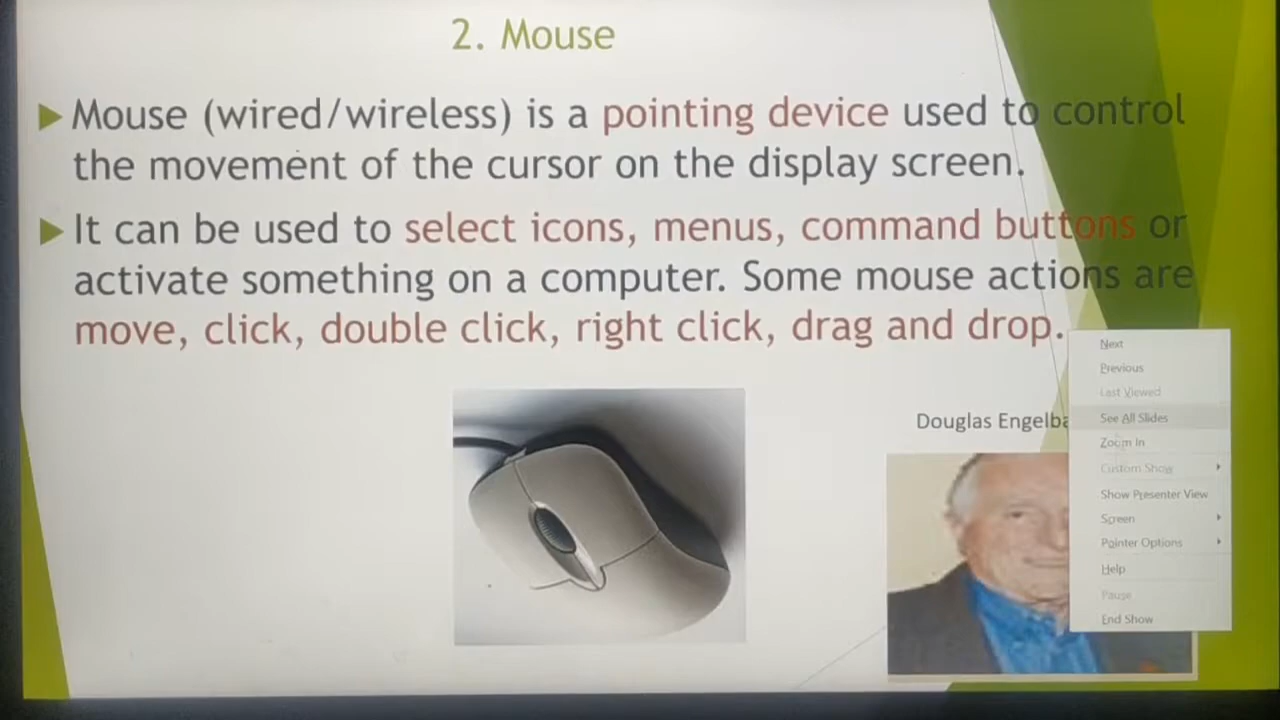 2. Mouse
Mouse (wired/wireless) is a pointing device used to control
the movement of the cursor on the display screen.
It can be used to select icons, menus, command buttons or
activate something on a computer. Some mouse actions are
move, click, double click, right click, drag and drop.
Douglas Engelba
Next
Previous
Last Viewed
See All Slides
Zoom In
Custom Show
Show Presenter View
Screen
Pointer Options
Help
Pause
End Show